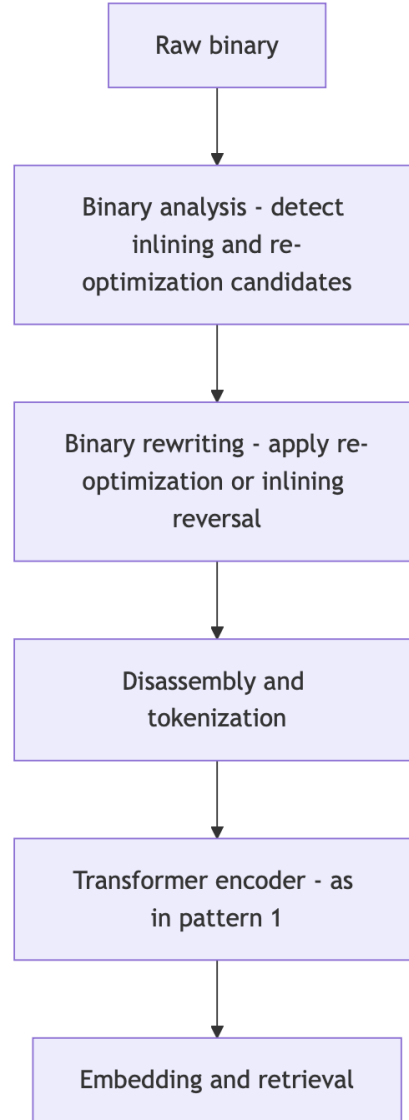 Raw binary
Binary analysis - detect
inlining and re-
optimization candidates
Binary rewriting - apply re-
optimization or inlining
reversal
Disassembly and
tokenization
Transformer encoder - as
in pattern 1
Embedding and retrieval